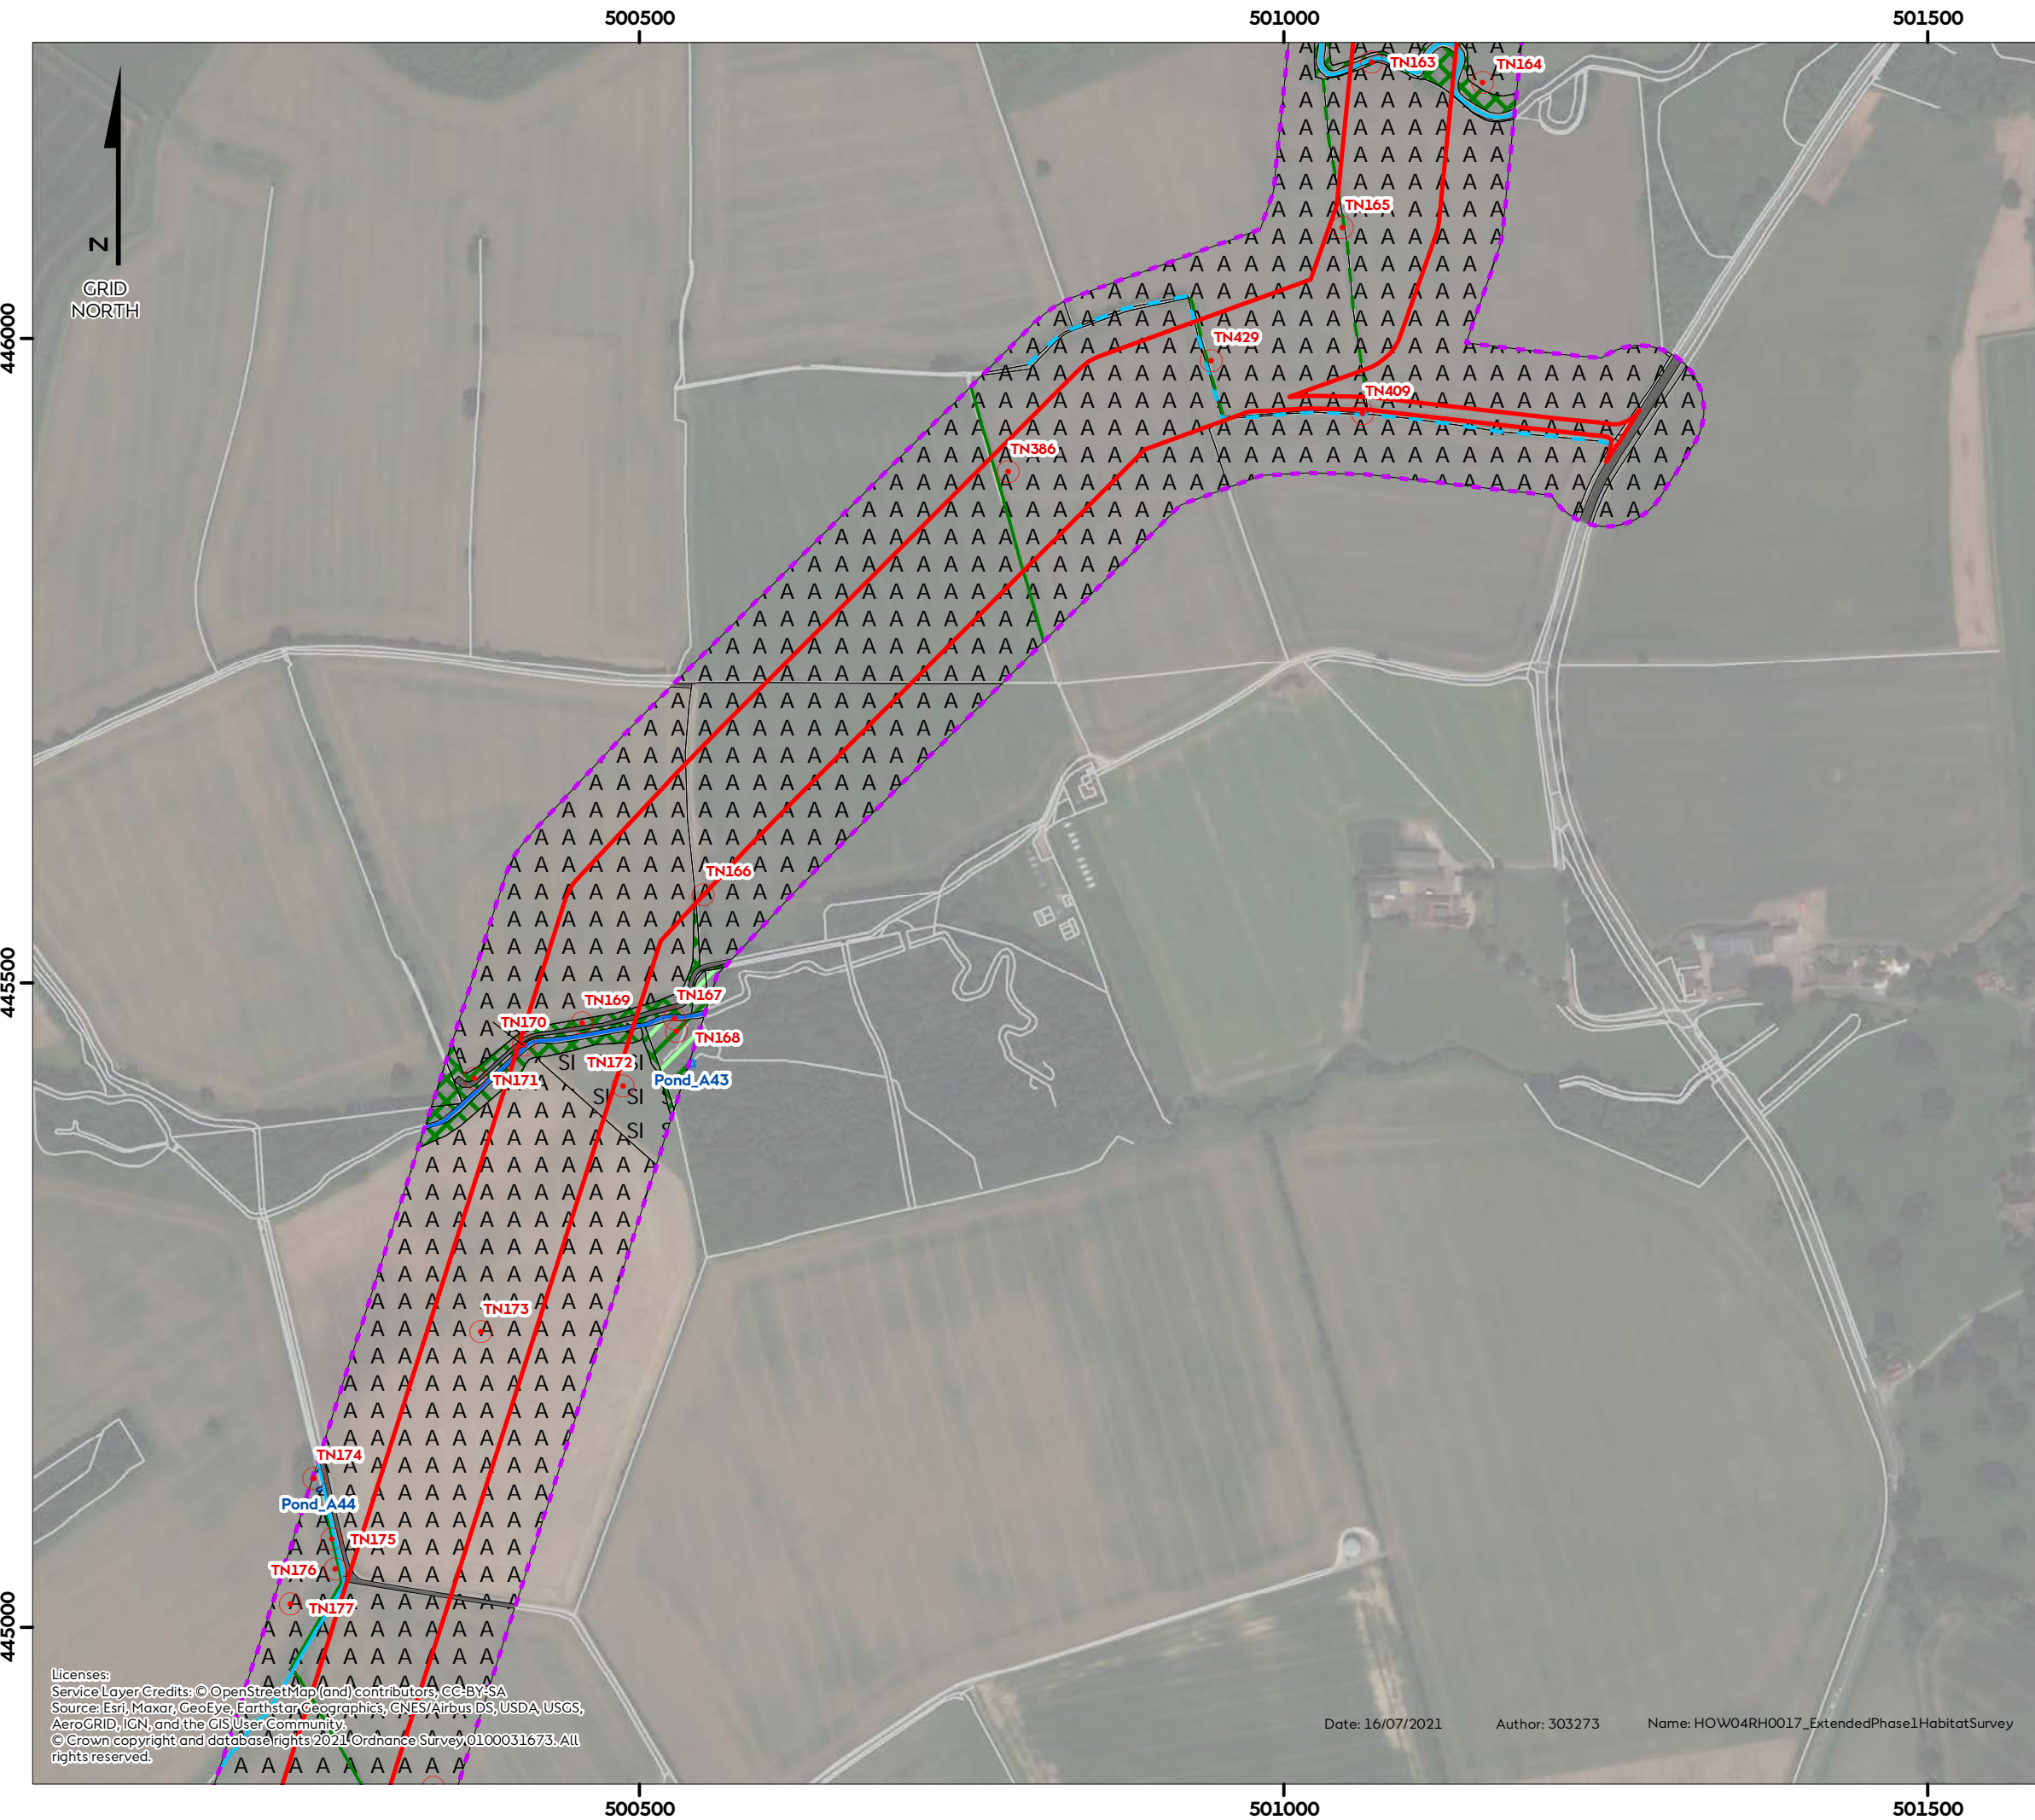 500500
501000
501500
TN163
TN164
N
GRID
NORTH
TN165
446000
TN429
TN409
TN386
TN166
445500
TN169
TN167
TN170
TN168
TN172
SI
SI
TN171
Pond_A43
SI
SI
SI
TN173
TN174
Pond_A44
TN175
TN176
TN177
445000
Licenses:
Service Layer Credits: © OpenStreetMap (and) contributors, CC-BY-SA
Source: Esri, Maxar, GeoEye, Earthstar Geographics, CNES/Airbus DS, USDA, USGS,
AeroGRID, IGN, and the GIS User Community.
© Crown copyright and database rights 2021 Ordnance Survey 0100031673. All
rights reserved.
Date: 16/07/2021
Author: 303273
Name: HOW04RH0017_ExtendedPhase1HabitatSurvey
500500
501000
501500